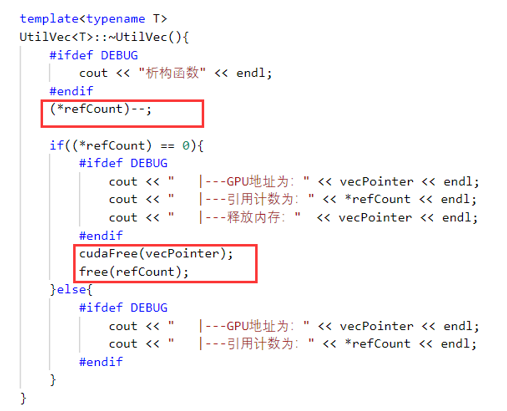 template<typename T>
UtilVec<T>::~UtilVec(){
    #ifdef DEBUG
        cout << "析构函数" << endl;
    #endif
    (*refCount)--;

    if((*refCount) == 0){
        #ifdef DEBUG
            cout << "   |---GPU地址为：" << vecPointer << endl;
            cout << "   |---引用计数为：" << *refCount << endl;
            cout << "   |---释放内存："  << vecPointer << endl;
        #endif
        cudaFree(vecPointer);
        free(refCount);
    }else{
        #ifdef DEBUG
            cout << "   |---GPU地址为：" << vecPointer << endl;
            cout << "   |---引用计数为：" << *refCount << endl;
        #endif
    }
}